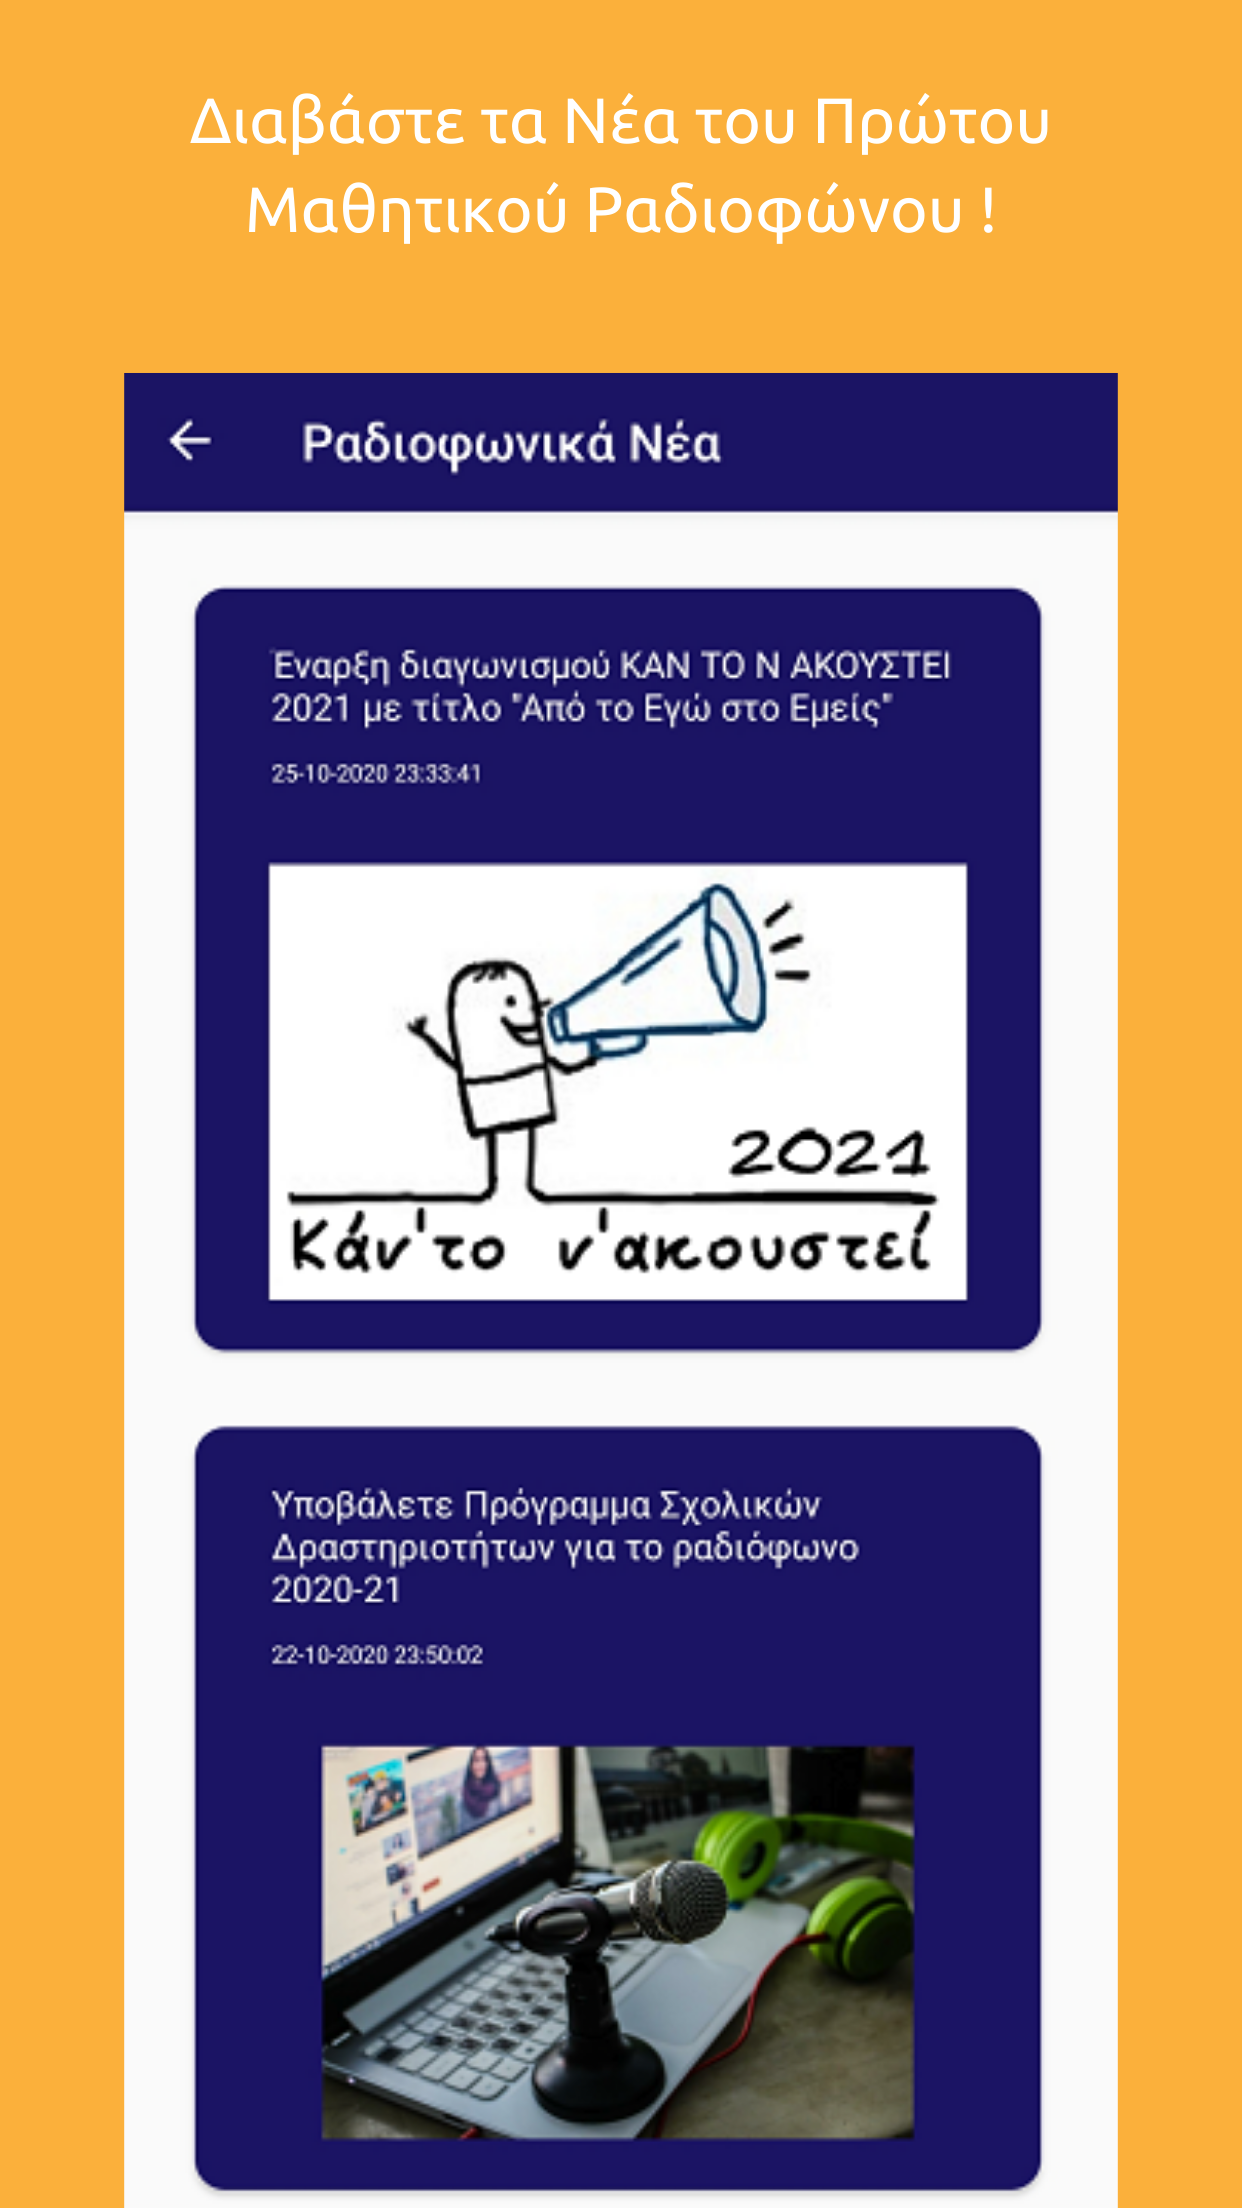 Διαβάστε τα Νέα του Πρώτου
Μαθητικού Ραδιοφώνου !
Ραδιοφωνικά Νέα
Έναρξη διαγωνισμού ΚΑΝ ΤΟ Ν ΑΚΟΥΣΤΕΙ
2021 με τίτλο "Από το Εγώ στο Εμείς"
25-10-2020 23:33:41
2021
Κάν'το ν'ακουστεί
Υποβάλετε Πρόγραμμα Σχολικών
Δραστηριοτήτων για το ραδιόφωνο
2020-21
22-10-2020 23:50:02